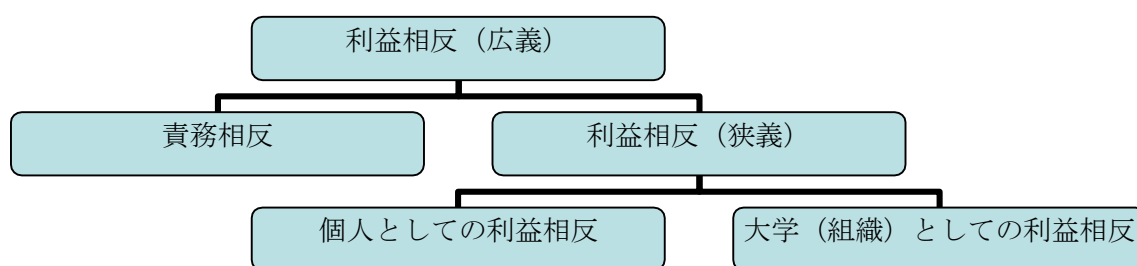 利益相反（広義）
責務相反
利益相反（狭義）
個人としての利益相反
大学（組織）としての利益相反